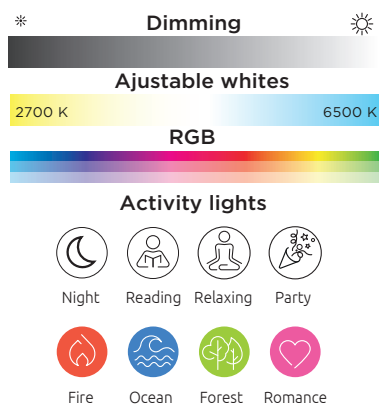 Dimming
Ajustable whites
2700 K 6500 K
RGB
Activity lights
Night Reading Relaxing Party
Fire Ocean Forest Romance